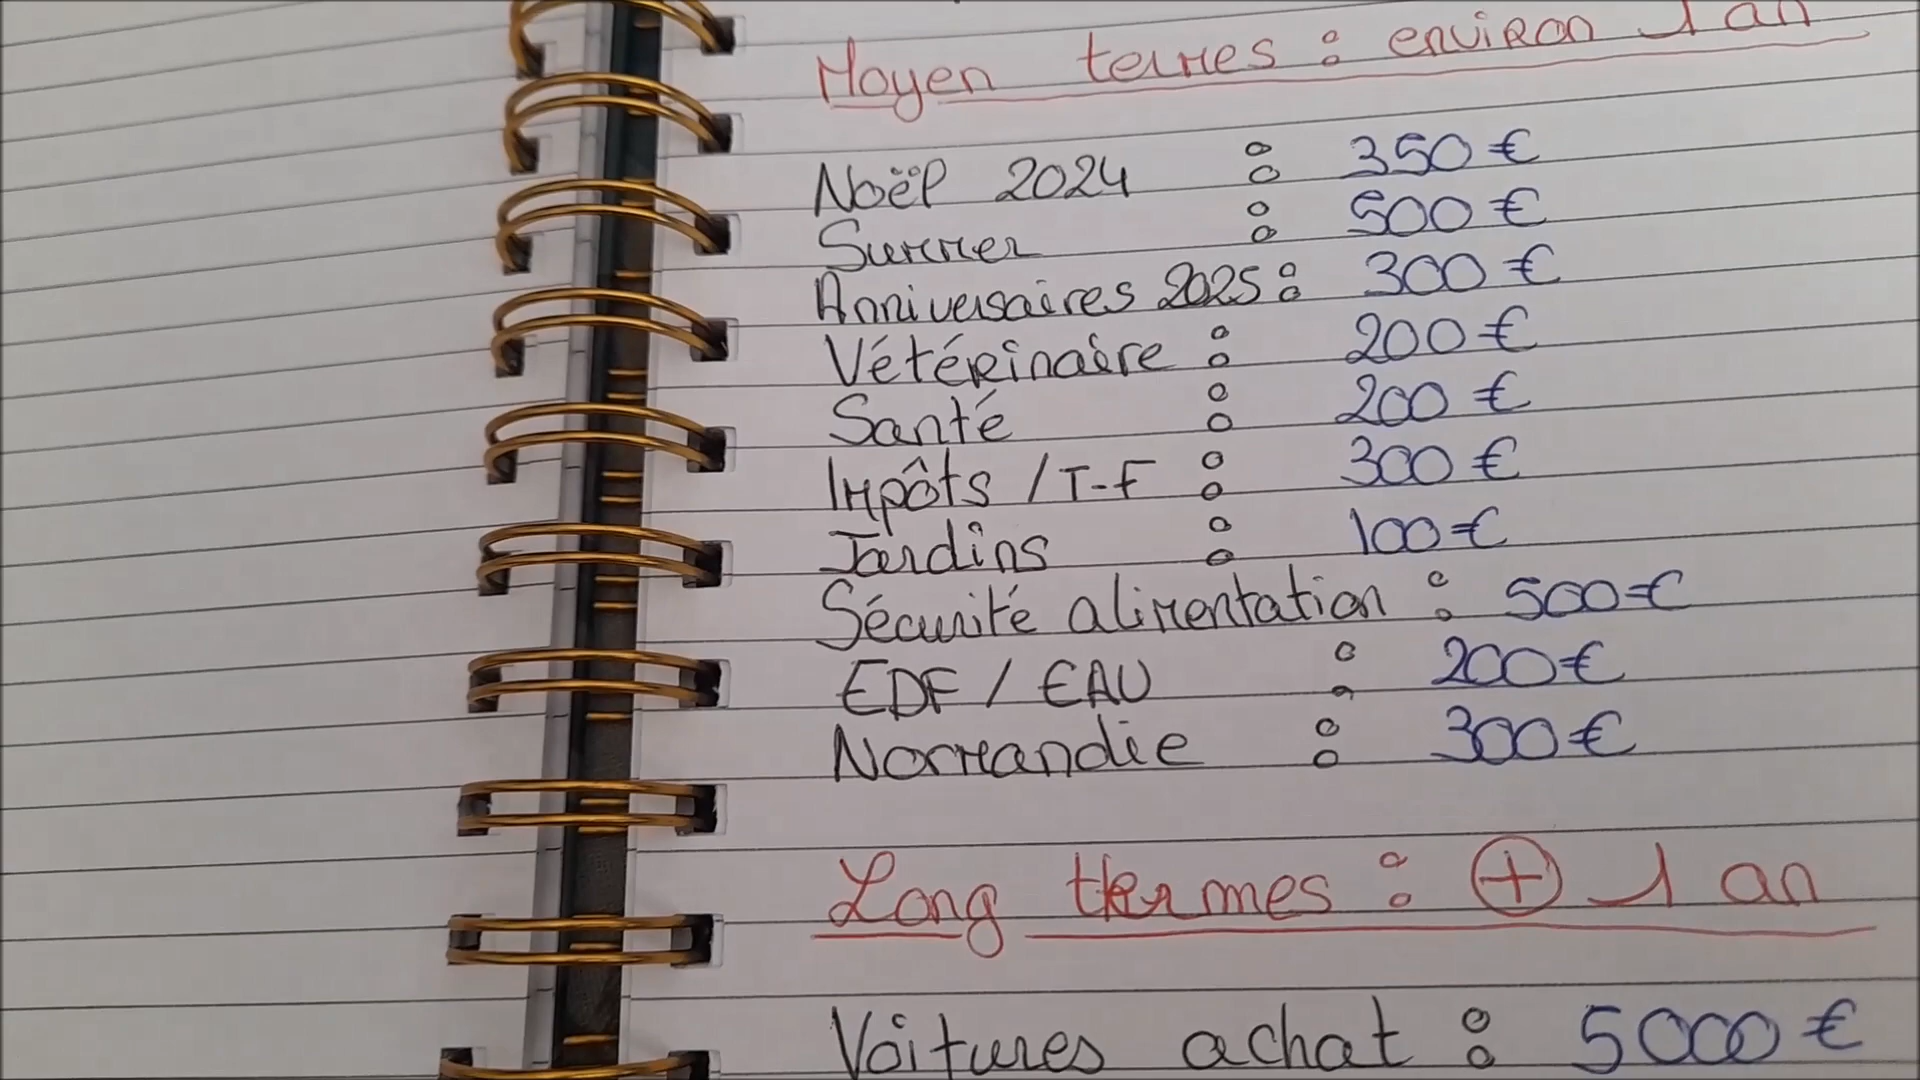 Moyen termes : environ 1 an
Noël 2024 : 350 €
Summer : 500 €
Anniversaires 2025 : 300 €
Vétérinaire : 200 €
Santé : 200 €
Impôts / T-F : 300 €
Jardins : 100 €
Sécurité alimentation : 500 €
EDF / EAU : 200 €
Normandie : 300 €
Long termes : + 1 an
Voitures achat : 5000 €